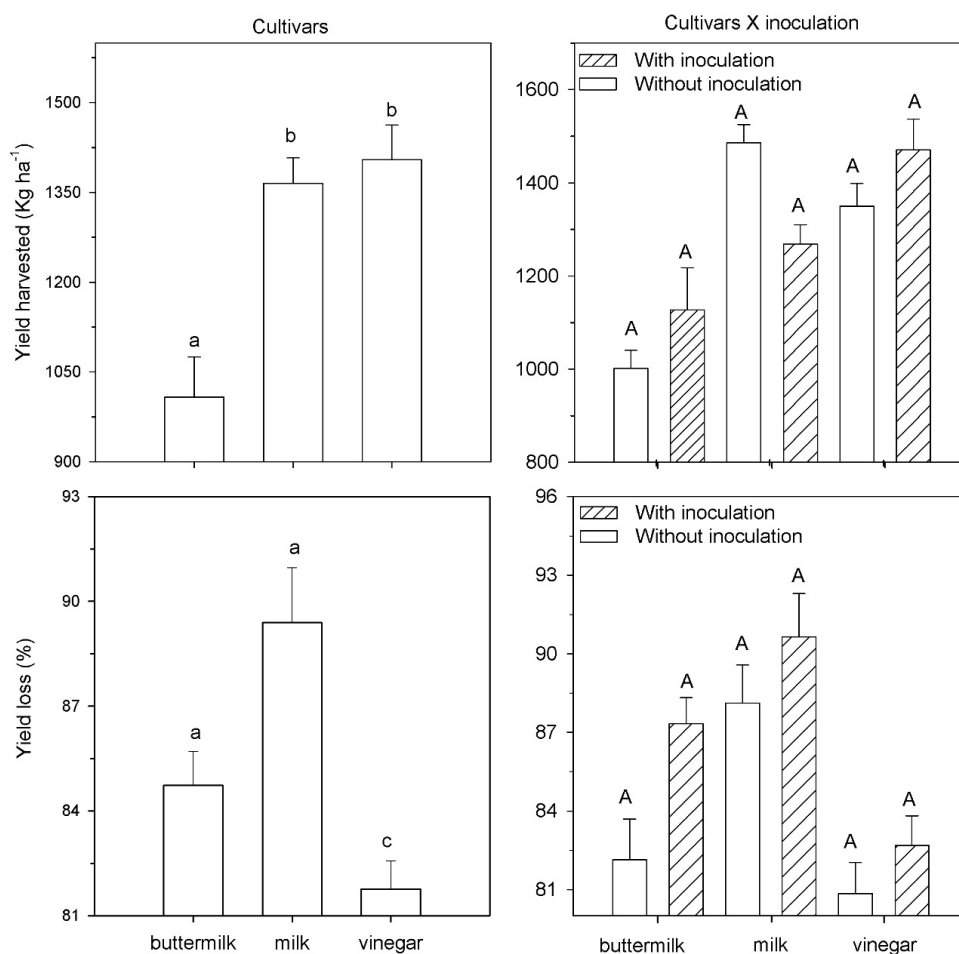 Cultivars
Yield harvested (Kg ha⁻¹)
1500
1350
1200
1050
900
a
b
b
Cultivars X inoculation
With inoculation
Without inoculation
1600
1400
1200
1000
800
A
A
A
A
A
A
Yield loss (%)
93
90
87
84
81
a
a
c
buttermilk milk vinegar
With inoculation
Without inoculation
96
93
90
87
84
81
A
A
A
A
A
A
buttermilk milk vinegar